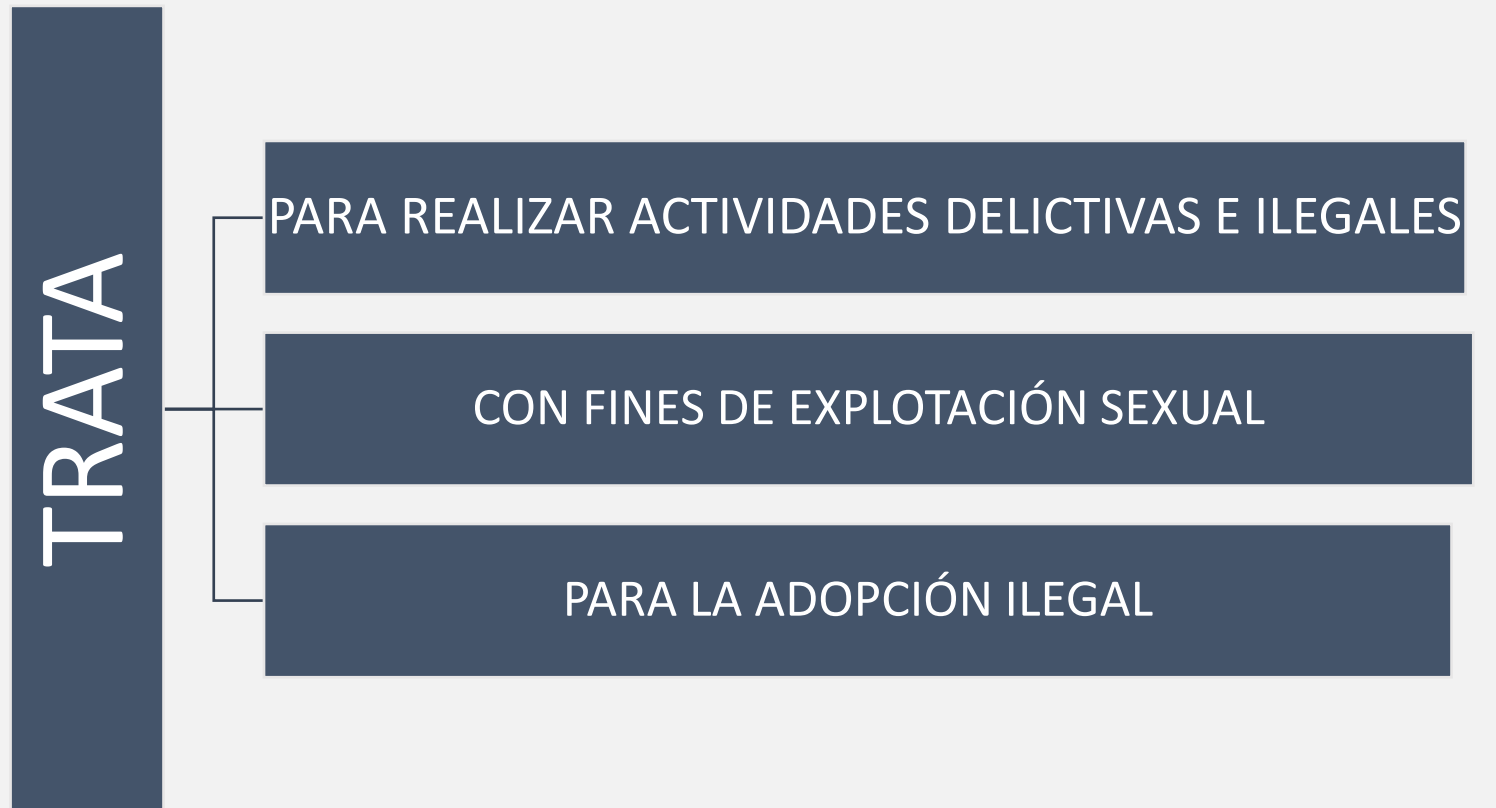 TRATA
PARA REALIZAR ACTIVIDADES DELICTIVAS E ILEGALES
CON FINES DE EXPLOTACIÓN SEXUAL
PARA LA ADOPCIÓN ILEGAL